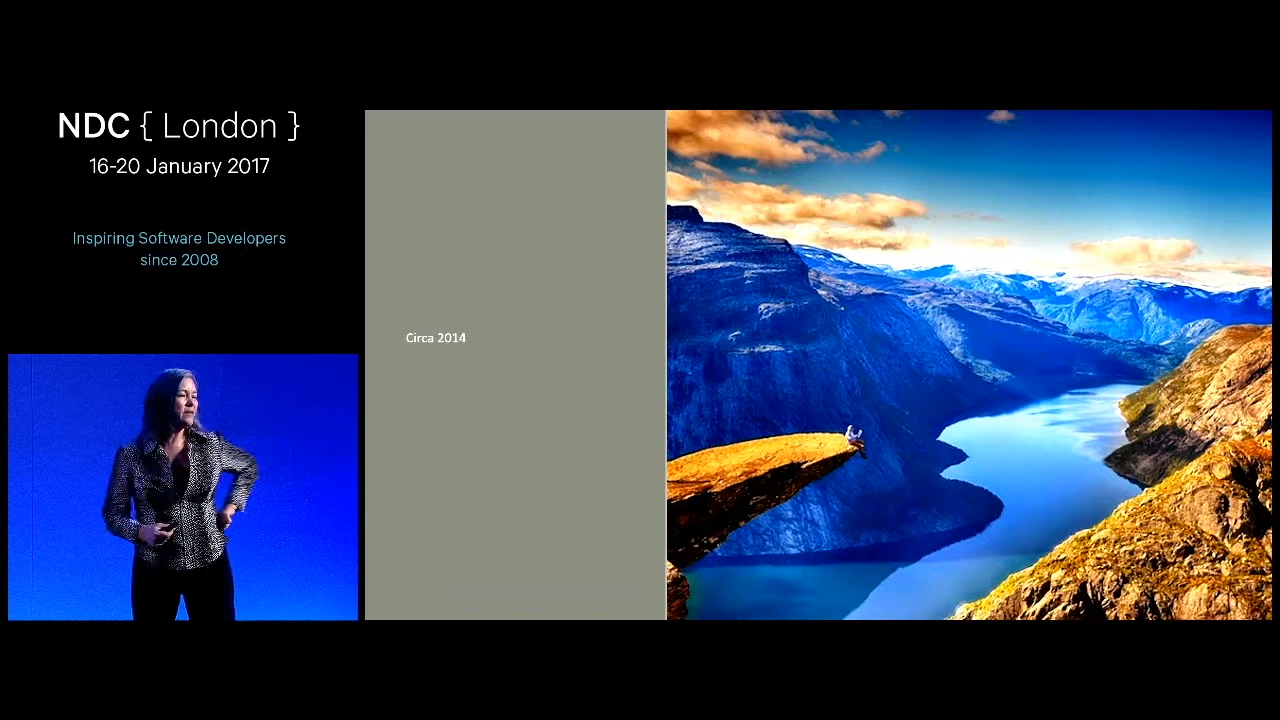 NDC { London }
16-20 January 2017
Inspiring Software Developers
since 2008
Circa 2014